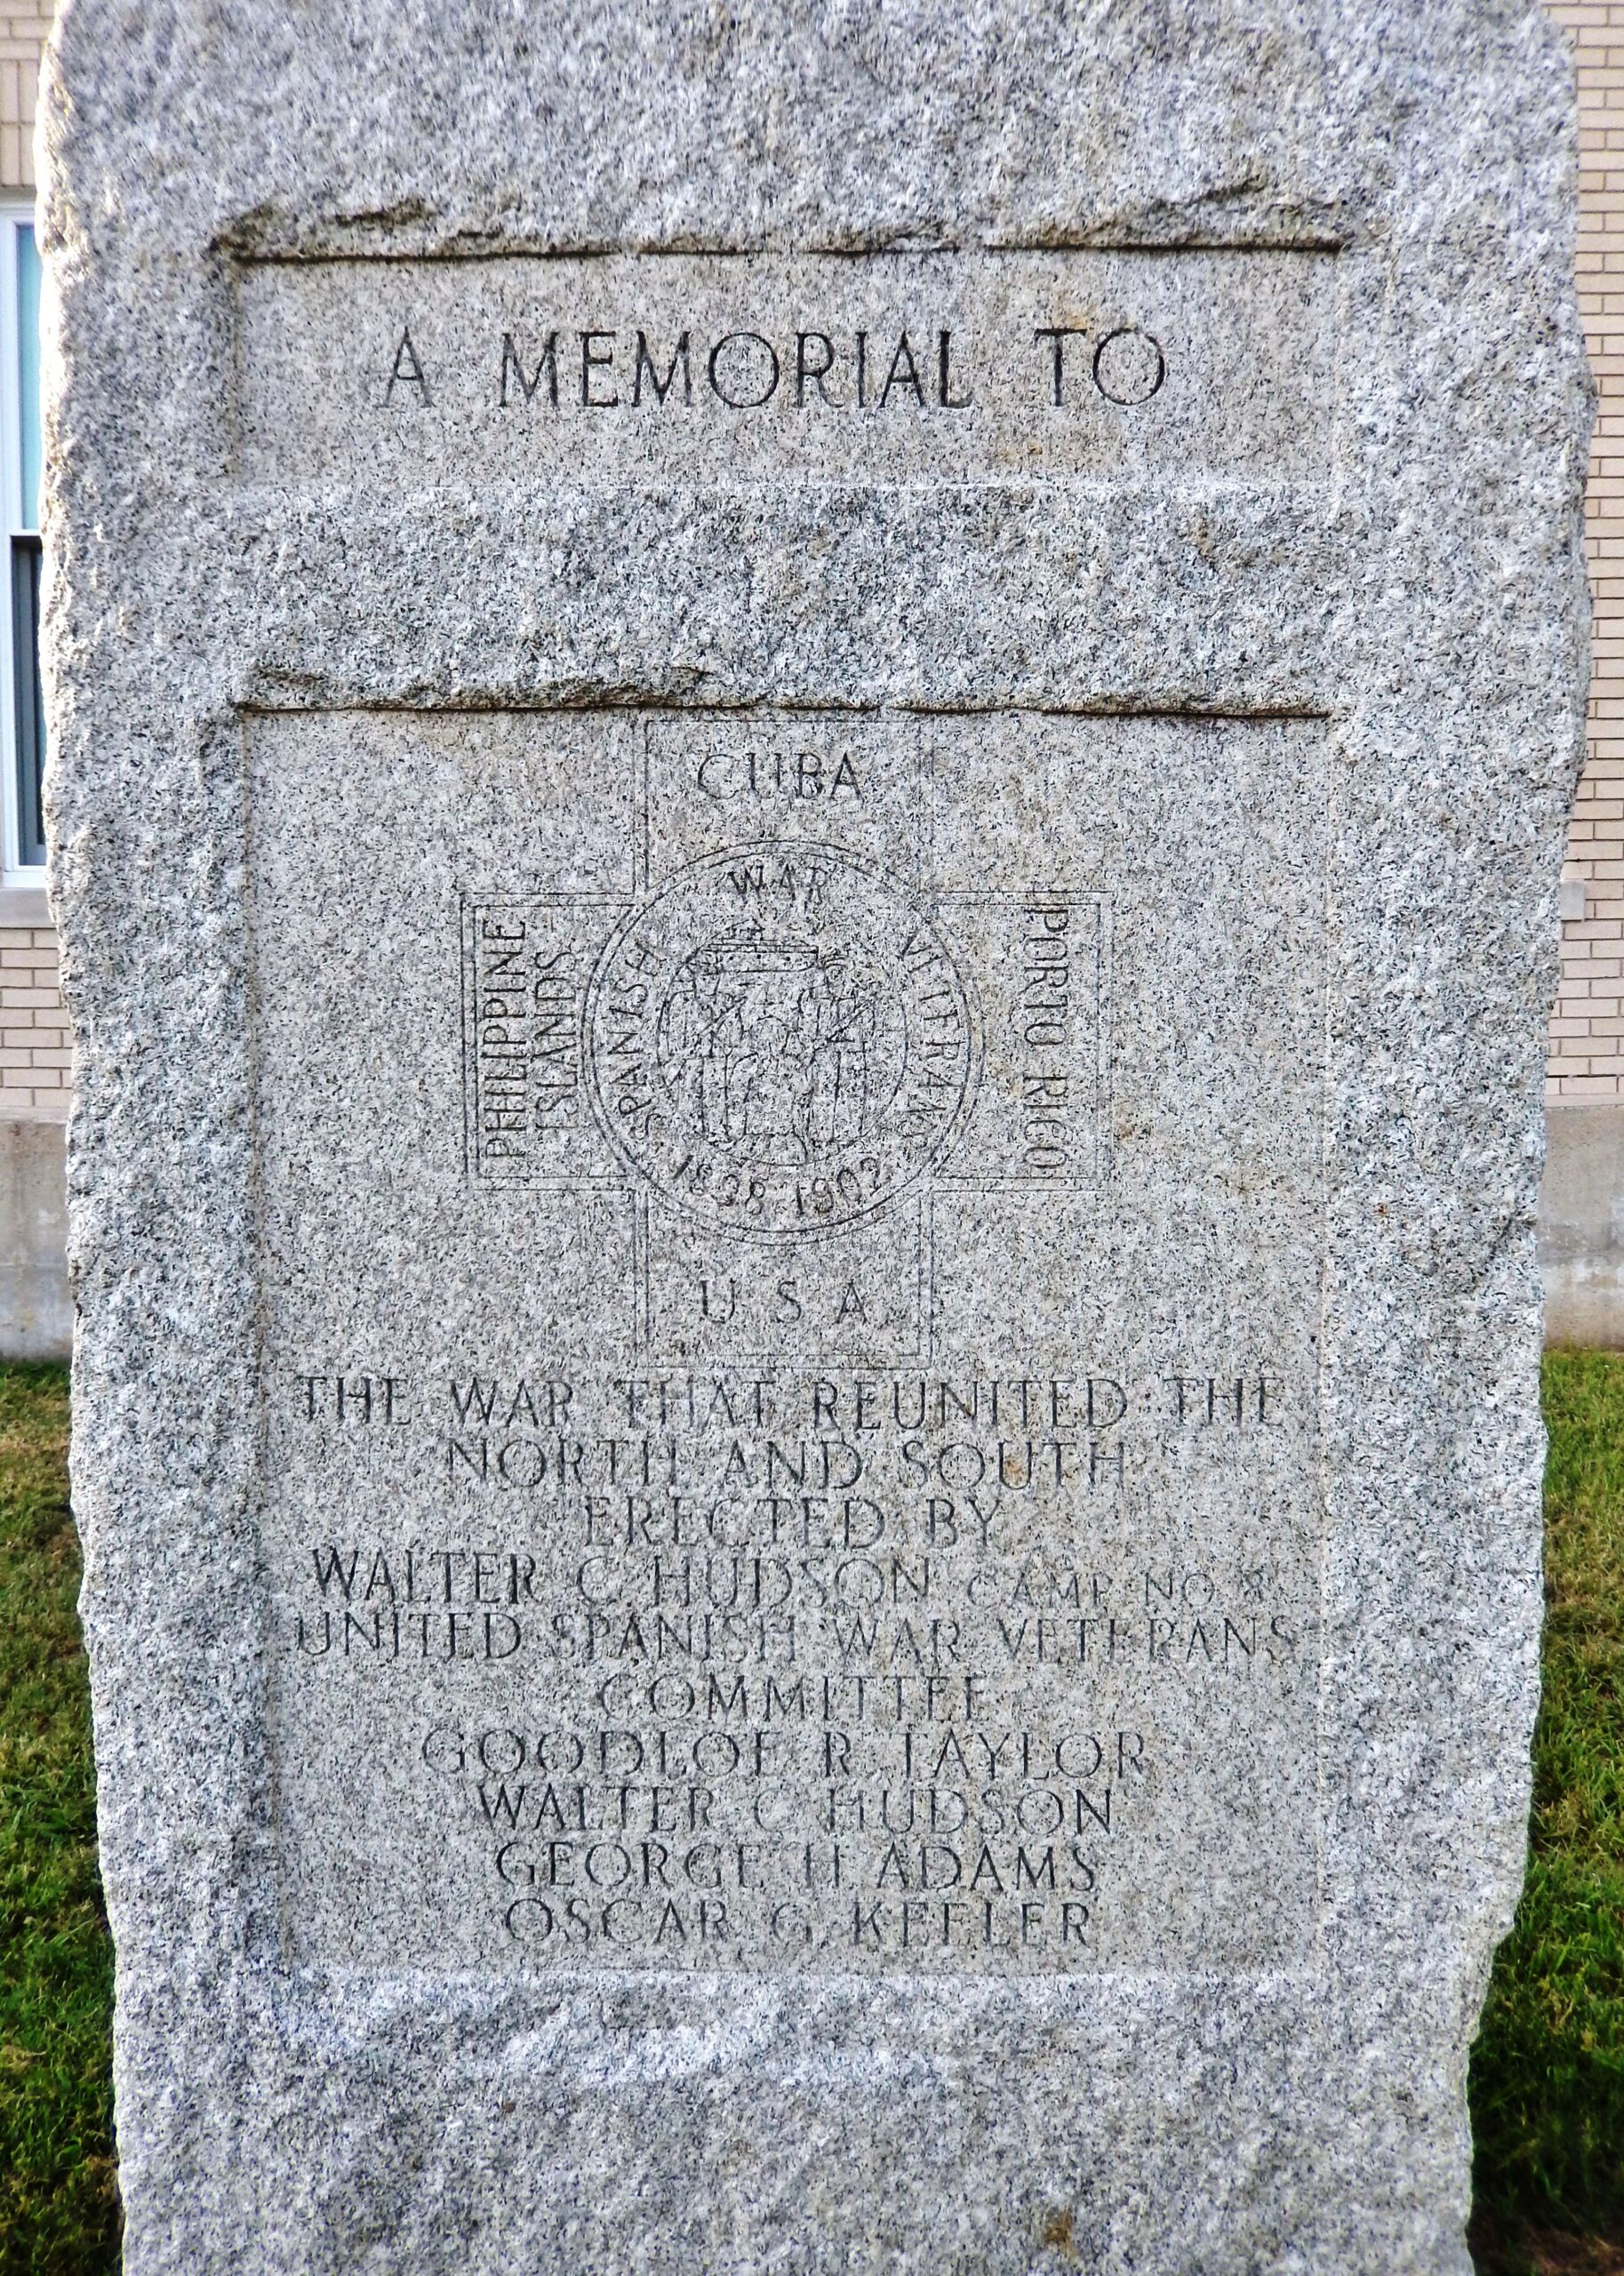 A MEMORIAL TO
CUBA
PHILIPPINE
ISLANDS
SPANISH WAR VETERANS
1898-1902
PORTO RICO
U S A
THE WAR THAT REUNITED THE
NORTH AND SOUTH
ERECTED BY
WALTER C HUDSON CAMP NO 8
UNITED SPANISH WAR VETERANS
COMMITTEE
GOODLOE R TAYLOR
WALTER C HUDSON
GEORGE H ADAMS
OSCAR G KEELER